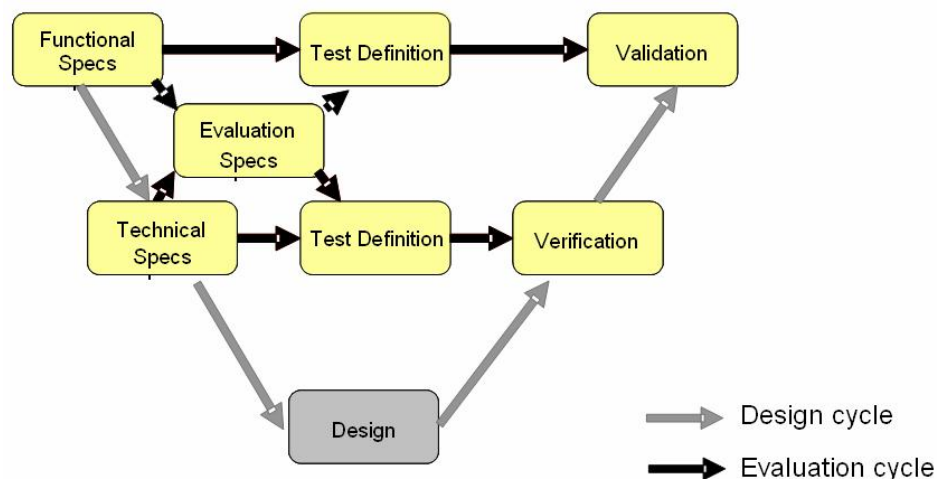 Functional
Specs
Test Definition
Validation
Evaluation
Specs
Technical
Specs
Test Definition
Verification
Design
Design cycle
Evaluation cycle